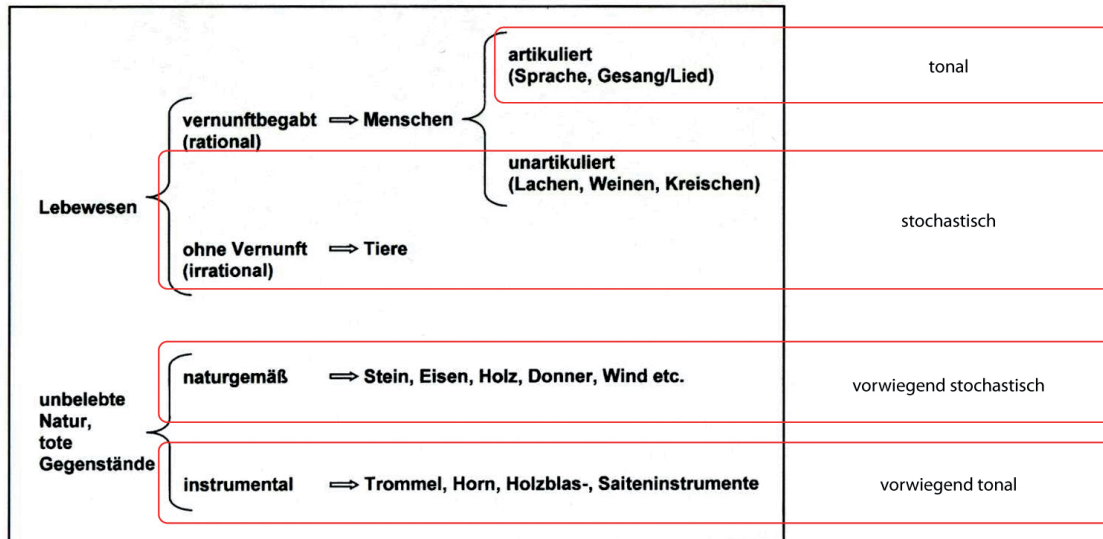 artikuliert
(Sprache, Gesang/Lied)
tonal
vernunftbegabt ⇒ Menschen
(rational)
unartikuliert
(Lachen, Weinen, Kreischen)
Lebewesen
stochastisch
ohne Vernunft ⇒ Tiere
(irrational)
naturgemäß ⇒ Stein, Eisen, Holz, Donner, Wind etc.
vorwiegend stochastisch
unbelebte
Natur,
tote
Gegenstände
instrumental ⇒ Trommel, Horn, Holzblas-, Saiteninstrumente
vorwiegend tonal